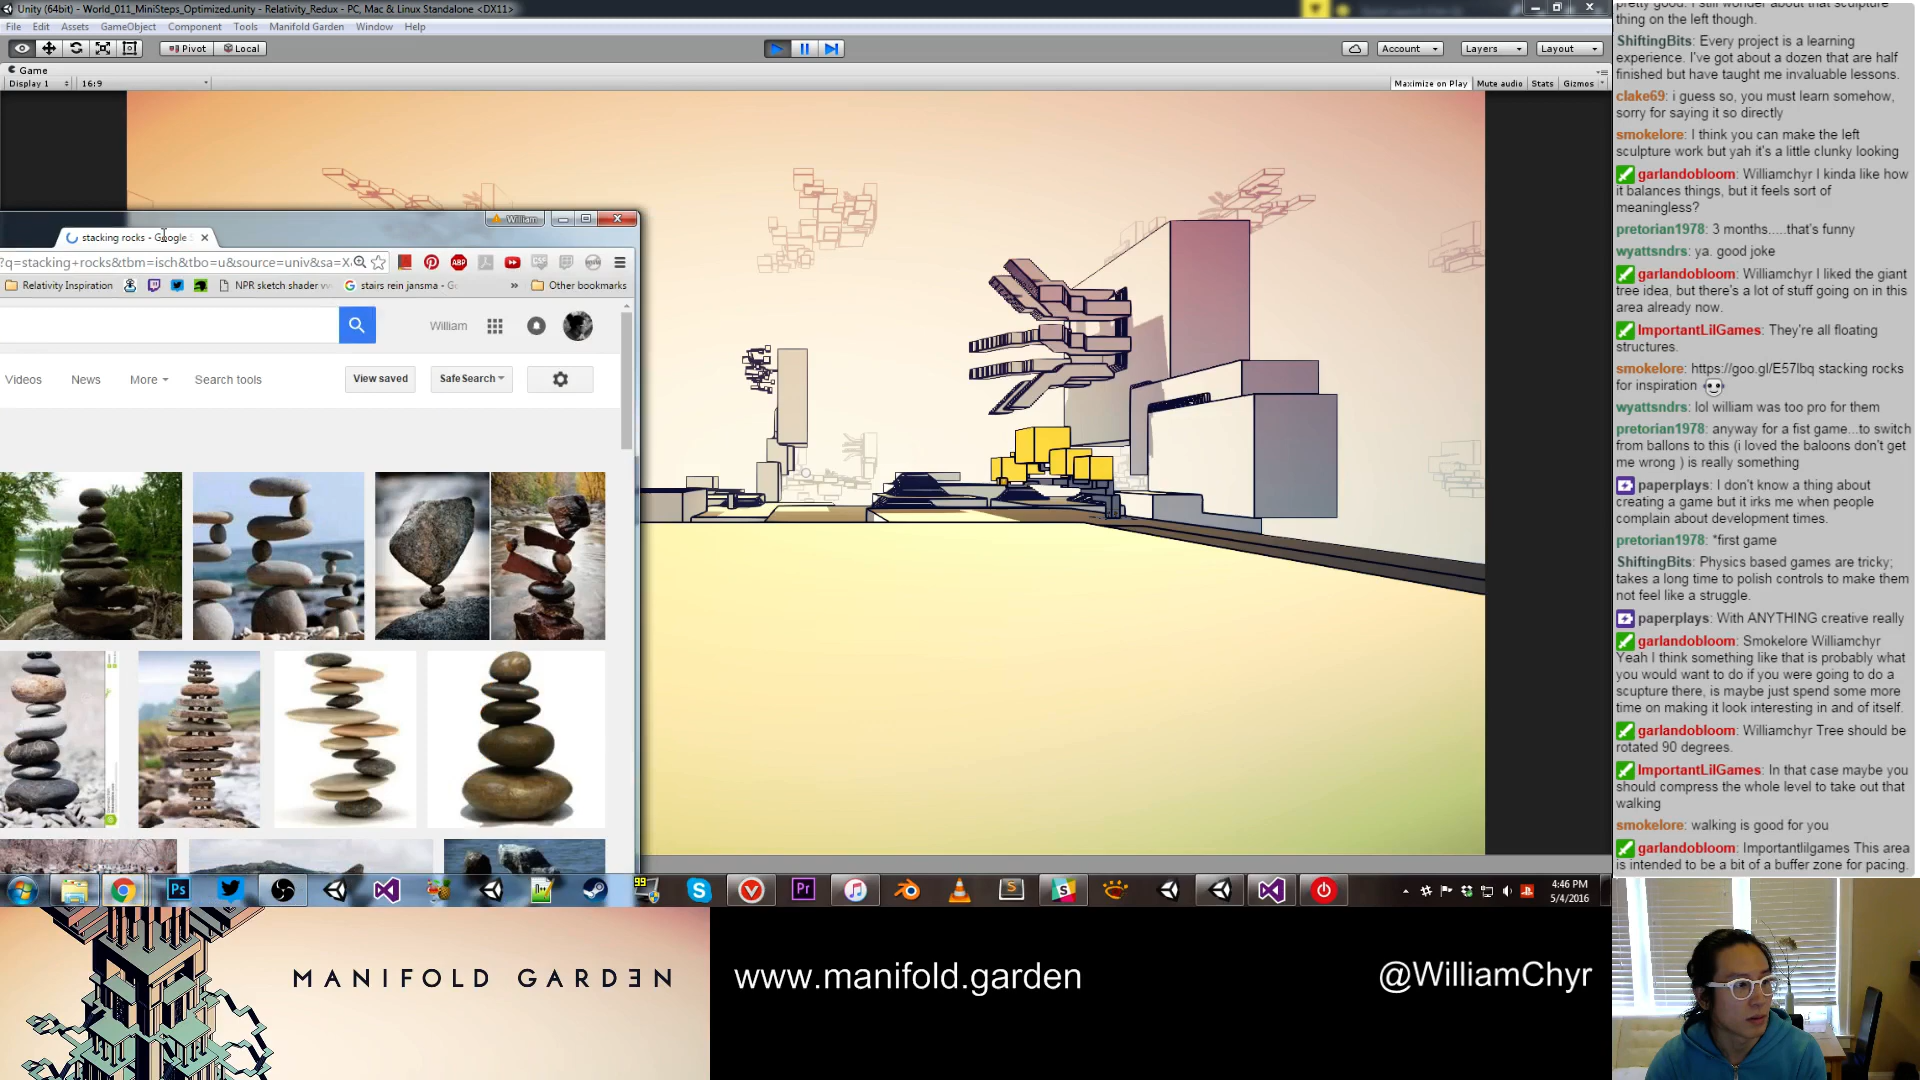 Unity (64bit) - World_011_MiniSteps_Optimized.unity - Relativity_Redux - PC, Mac & Linux Standalone <DX11>
File Edit Assets GameObject Component Tools Manifold Garden Window Help
Pivot Local Account Layers Layout
Game
Display 1 16:9 Maximize on Play Mute audio Stats Gizmos
William
stacking rocks - Google
?q=stacking+rocks&tbm=isch&tbo=u&source=univ&sa=X
Relativity Inspiration NPR sketch shader stairs rein jansma - G » Other bookmarks
William
Videos News More Search tools View saved SafeSearch
pretty good. I still wonder about that sculpture
thing on the left though.
ShiftingBits: Every project is a learning
experience. I've got about a dozen that are half
finished but have taught me invaluable lessons.
clake69: i guess so, you must learn somehow,
sorry for saying it so directly
smokelore: I think you can make the left
sculpture work but yah it's a little clunky looking
garlandobloom: Williamchyr I kinda like how
it balances things, but it feels sort of
meaningless?
pretorian1978: 3 months.....that's funny
wyattsndrs: ya. good joke
garlandobloom: Williamchyr I liked the giant
tree idea, but there's a lot of stuff going on in this
area already now.
ImportantLilGames: They're all floating
structures.
smokelore: https://goo.gl/E57lbq stacking rocks
for inspiration
wyattsndrs: lol william was too pro for them
pretorian1978: anyway for a fist game...to switch
from ballons to this (i loved the baloons don't get
me wrong ) is really something
paperplays: I don't know a thing about
creating a game but it irks me when people
complain about development times.
pretorian1978: *first game
ShiftingBits: Physics based games are tricky;
takes a long time to polish controls to make them
not feel like a struggle.
paperplays: With ANYTHING creative really
garlandobloom: Smokelore Williamchyr
Yeah I think something like that is probably what
you would want to do if you were going to do a
scupture there, is maybe just spend some more
time on making it look interesting in and of itself.
garlandobloom: Williamchyr Tree should be
rotated 90 degrees.
ImportantLilGames: In that case maybe you
should compress the whole level to take out that
walking
smokelore: walking is good for you
garlandobloom: Importantlilgames This area
is intended to be a bit of a buffer zone for pacing.
99
4:46 PM
5/4/2016
MANIFOLD GARDEN
www.manifold.garden
@WilliamChyr